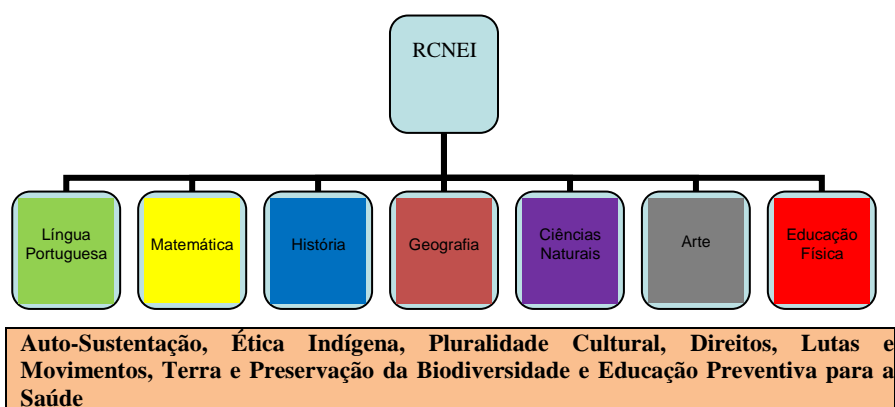 RCNEI
Língua
Portuguesa
Matemática
História
Geografia
Ciências
Naturais
Arte
Educação
Física
Auto-Sustentação, Ética Indígena, Pluralidade Cultural, Direitos, Lutas e
Movimentos, Terra e Preservação da Biodiversidade e Educação Preventiva para a
Saúde